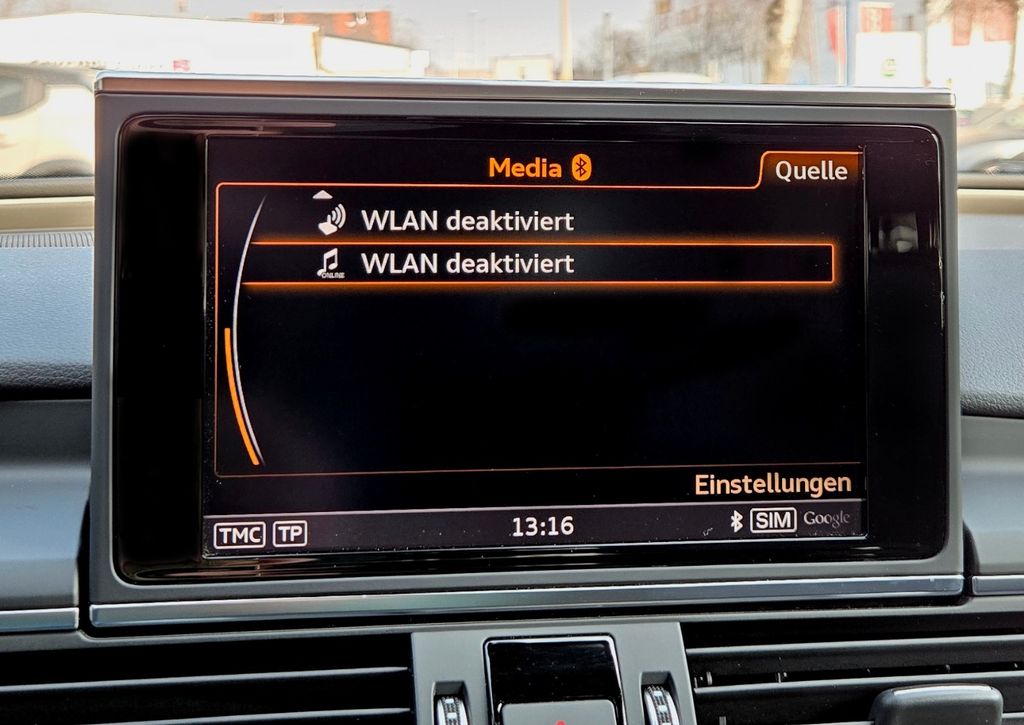 Media
Quelle
WLAN deaktiviert
ONLINE WLAN deaktiviert
Einstellungen
TMC TP 13:16 SIM Google